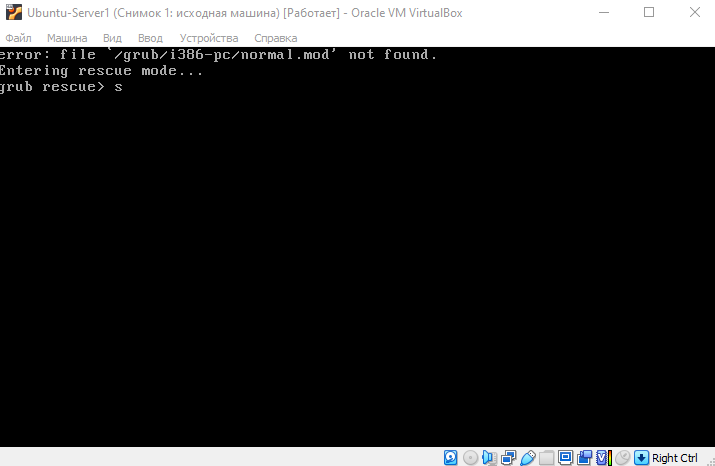 Ubuntu-Server1 (Снимок 1: исходная машина) [Работает] - Oracle VM VirtualBox
Файл Машина Вид Ввод Устройства Справка
error: file `/grub/i386-pc/normal.mod' not found.
Entering rescue mode...
grub rescue> s
Right Ctrl